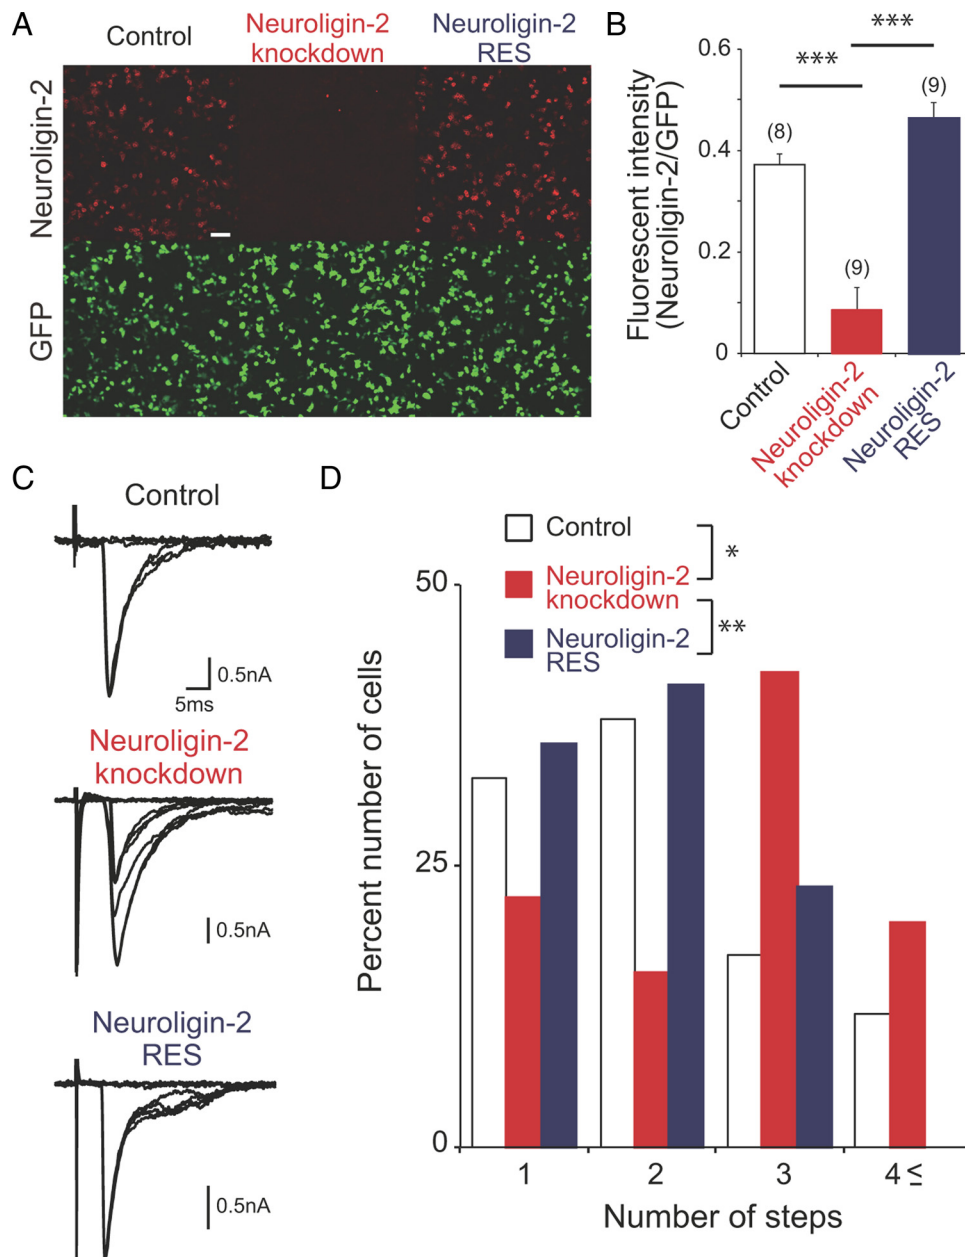 A
Control
Neuroligin-2
knockdown
Neuroligin-2
RES
Neuroligin-2
GFP
B
Fluorescent intensity
(Neuroligin-2/GFP)
0.6
0.4
0.2
0
***
***
(8)
(9)
(9)
Control
Neuroligin-2
knockdown
Neuroligin-2
RES
C
Control
0.5nA
5ms
Neuroligin-2
knockdown
0.5nA
Neuroligin-2
RES
0.5nA
D
Control
Neuroligin-2
knockdown
Neuroligin-2
RES
*
**
Percent number of cells
50
25
0
1
2
3
4≤
Number of steps